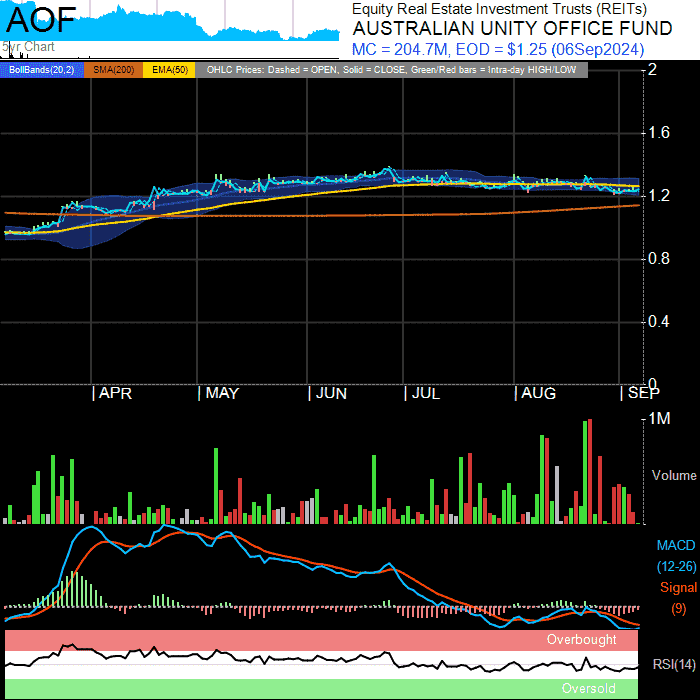 AOF
5yr Chart
Equity Real Estate Investment Trusts (REITs)
AUSTRALIAN UNITY OFFICE FUND
MC = 204.7M, EOD = $1.25 (06Sep2024)
BollBands(20,2) SMA(200) EMA(50) OHLC Prices: Dashed = OPEN, Solid = CLOSE, Green/Red bars = Intra-day HIGH/LOW
2
1.6
1.2
0.8
0.4
0
| APR | MAY | JUN | JUL | AUG | SEP
1M
Volume
MACD
(12-26)
Signal
(9)
Overbought
RSI(14)
Oversold